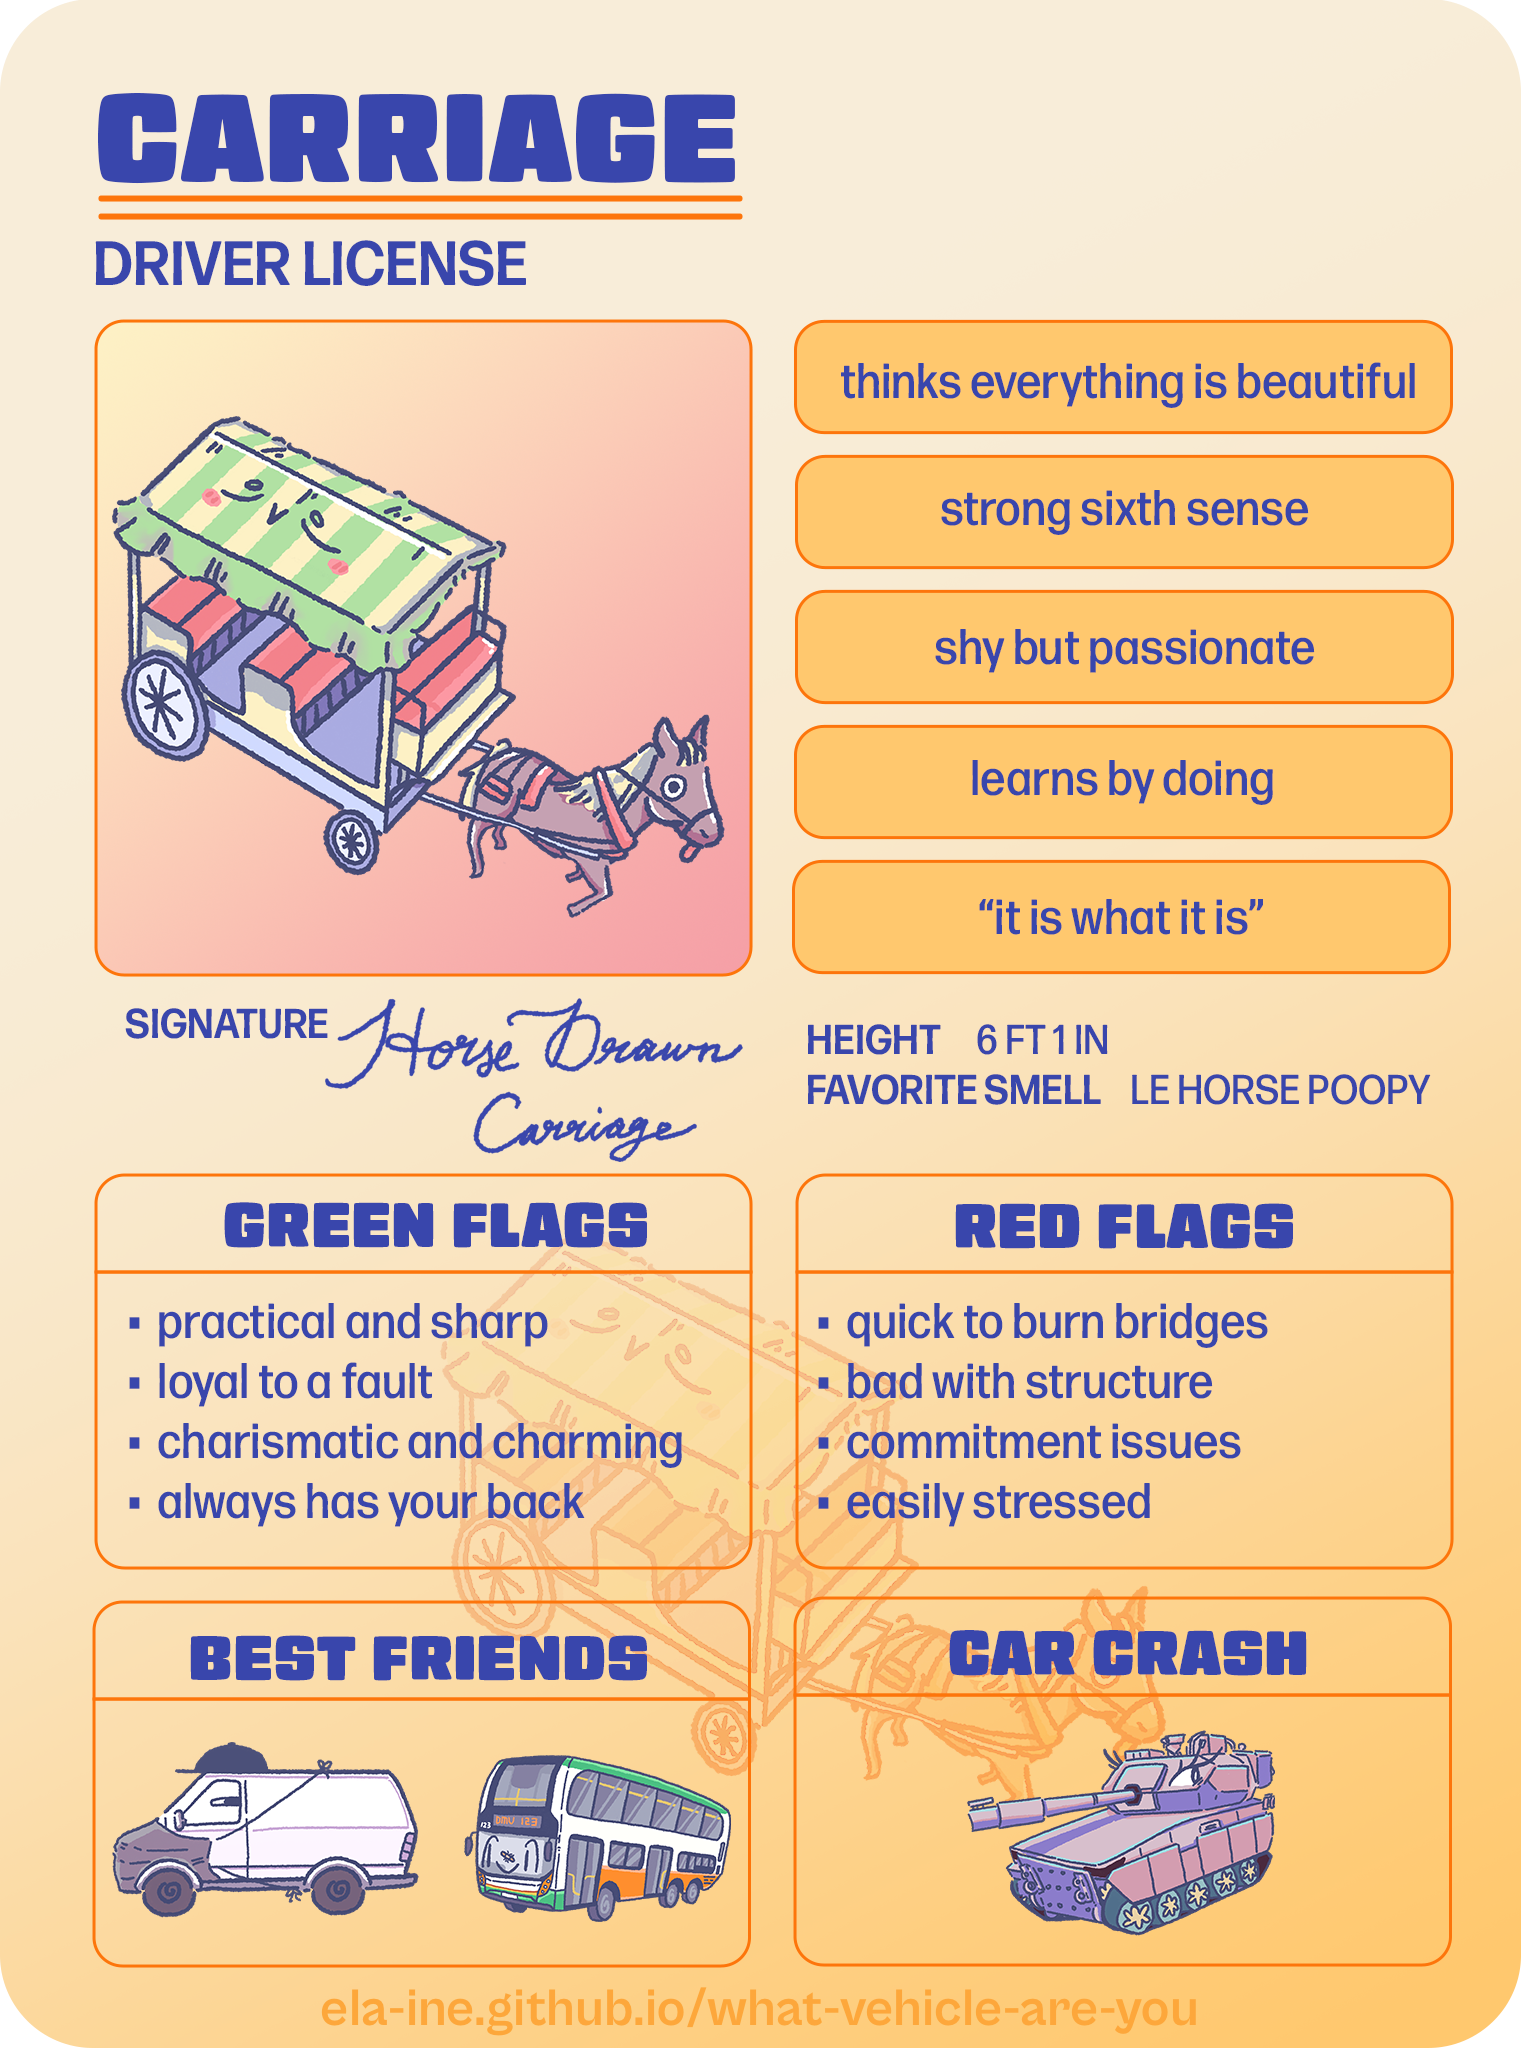 CARRIAGE
DRIVER LICENSE
thinks everything is beautiful
strong sixth sense
shy but passionate
learns by doing
“it is what it is”
SIGNATURE Horse Drawn
Carriage
HEIGHT 6 FT 1 IN
FAVORITE SMELL LE HORSE POOPY
GREEN FLAGS
▪ practical and sharp
▪ loyal to a fault
▪ charismatic and charming
▪ always has your back
RED FLAGS
▪ quick to burn bridges
▪ bad with structure
▪ commitment issues
▪ easily stressed
BEST FRIENDS
DMV 123
123
CAR CRASH
ela-ine.github.io/what-vehicle-are-you